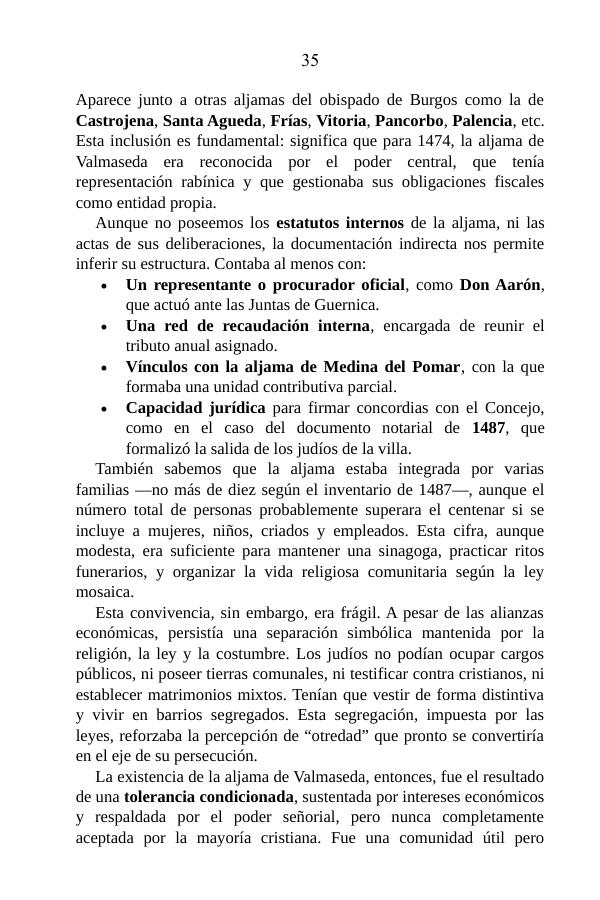 35
Aparece junto a otras aljamas del obispado de Burgos como la de
Castrojena, Santa Agueda, Frías, Vitoria, Pancorbo, Palencia, etc.
Esta inclusión es fundamental: significa que para 1474, la aljama de
Valmaseda era reconocida por el poder central, que tenía
representación rabínica y que gestionaba sus obligaciones fiscales
como entidad propia.
Aunque no poseemos los estatutos internos de la aljama, ni las
actas de sus deliberaciones, la documentación indirecta nos permite
inferir su estructura. Contaba al menos con:
• Un representante o procurador oficial, como Don Aarón,
que actuó ante las Juntas de Guernica.
• Una red de recaudación interna, encargada de reunir el
tributo anual asignado.
• Vínculos con la aljama de Medina del Pomar, con la que
formaba una unidad contributiva parcial.
• Capacidad jurídica para firmar concordias con el Concejo,
como en el caso del documento notarial de 1487, que
formalizó la salida de los judíos de la villa.
También sabemos que la aljama estaba integrada por varias
familias —no más de diez según el inventario de 1487—, aunque el
número total de personas probablemente superara el centenar si se
incluye a mujeres, niños, criados y empleados. Esta cifra, aunque
modesta, era suficiente para mantener una sinagoga, practicar ritos
funerarios, y organizar la vida religiosa comunitaria según la ley
mosaica.
Esta convivencia, sin embargo, era frágil. A pesar de las alianzas
económicas, persistía una separación simbólica mantenida por la
religión, la ley y la costumbre. Los judíos no podían ocupar cargos
públicos, ni poseer tierras comunales, ni testificar contra cristianos, ni
establecer matrimonios mixtos. Tenían que vestir de forma distintiva
y vivir en barrios segregados. Esta segregación, impuesta por las
leyes, reforzaba la percepción de “otredad” que pronto se convertiría
en el eje de su persecución.
La existencia de la aljama de Valmaseda, entonces, fue el resultado
de una tolerancia condicionada, sustentada por intereses económicos
y respaldada por el poder señorial, pero nunca completamente
aceptada por la mayoría cristiana. Fue una comunidad útil pero